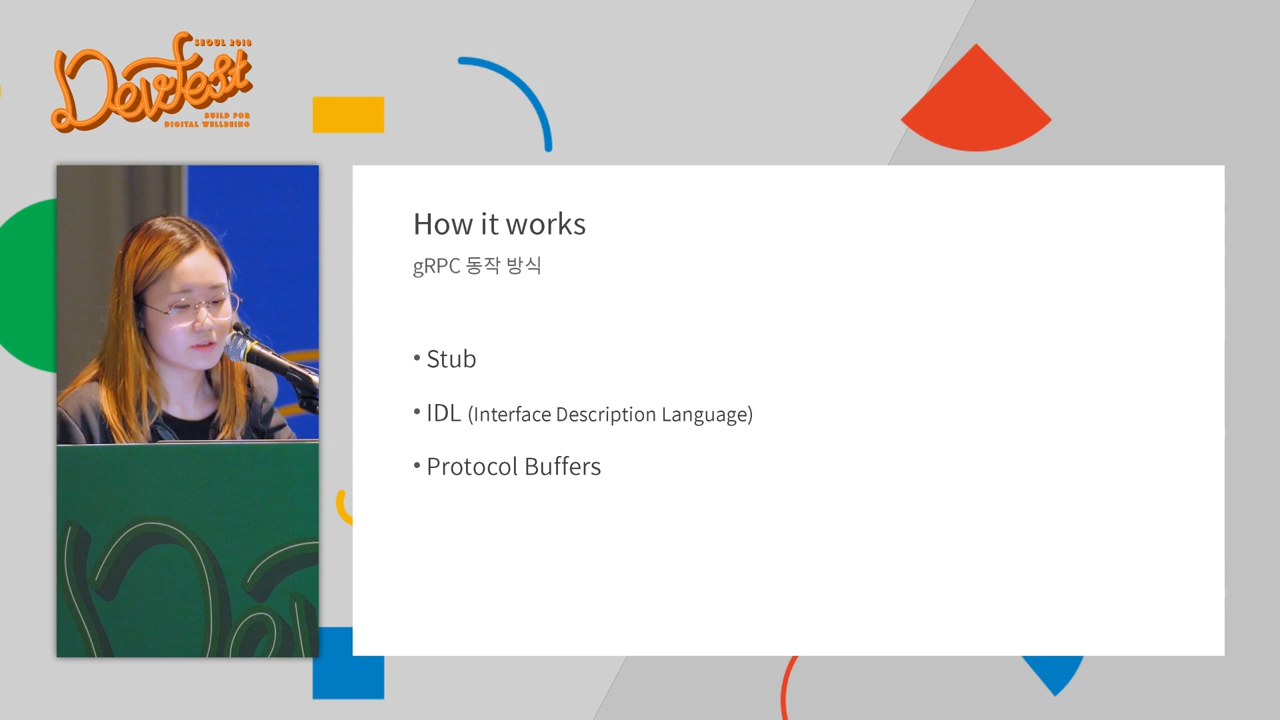 SEOUL 2018
DevFest
BUILD FOR
DIGITAL WELLBEING
How it works
gRPC 동작 방식
• Stub
• IDL (Interface Description Language)
• Protocol Buffers
Dev